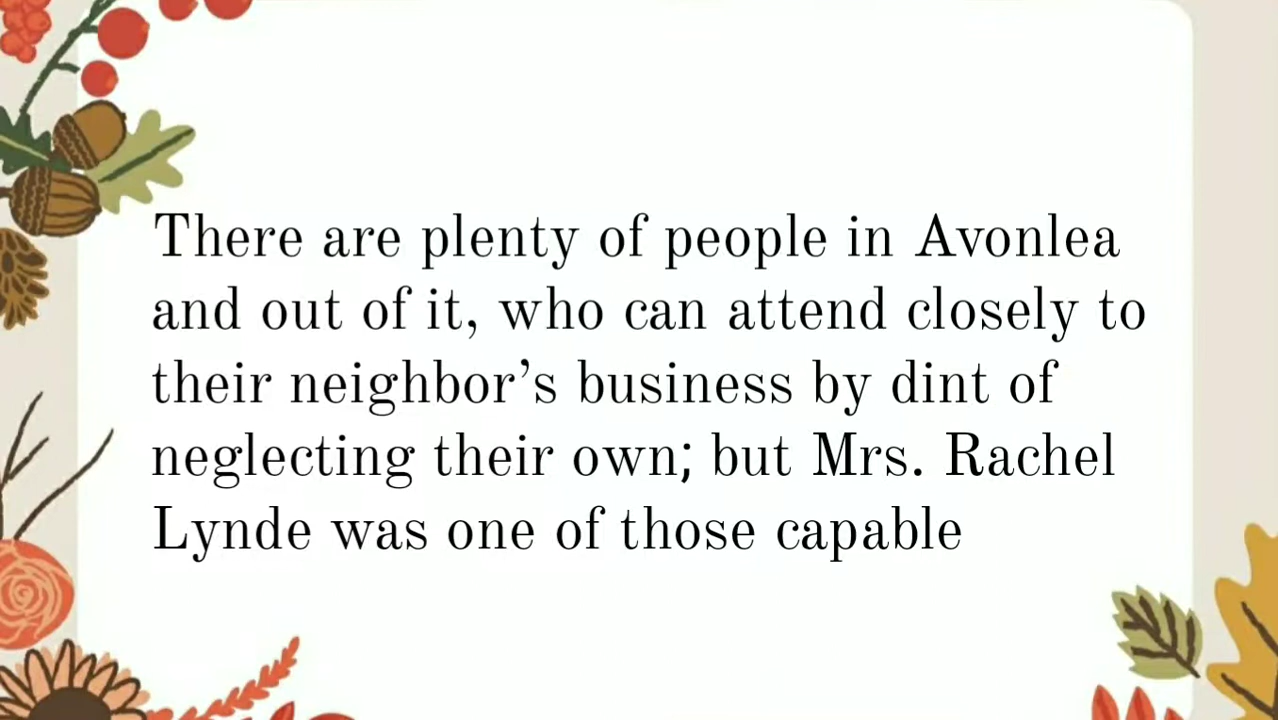 There are plenty of people in Avonlea
and out of it, who can attend closely to
their neighbor’s business by dint of
neglecting their own; but Mrs. Rachel
Lynde was one of those capable